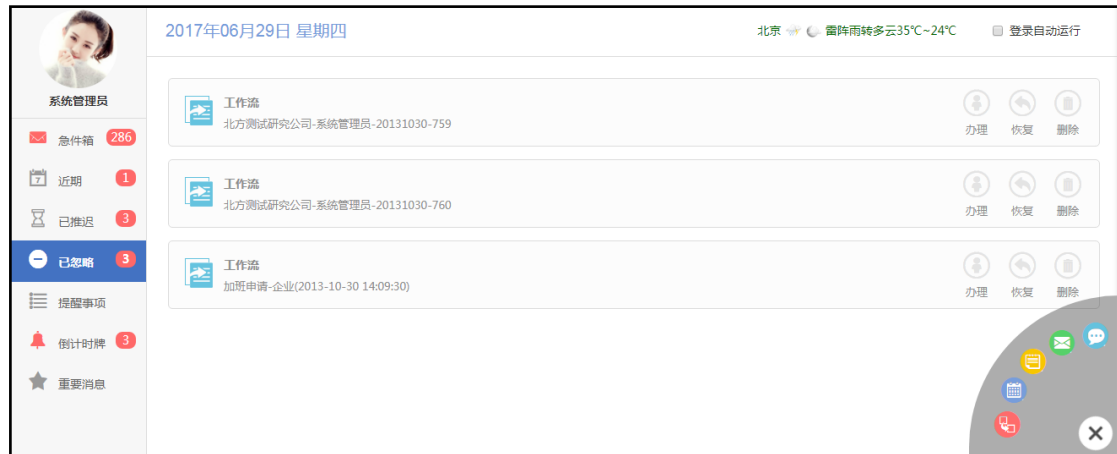 2017年06月29日 星期四
北京 雷阵雨转多云35℃~24℃
登录自动运行
系统管理员
急件箱 286
7 近期 1
已推迟 3
已忽略 3
提醒事项
倒计时牌 3
重要消息
工作流
北方测试研究公司-系统管理员-20131030-759
办理 恢复 删除
工作流
北方测试研究公司-系统管理员-20131030-760
办理 恢复 删除
工作流
加班申请-企业(2013-10-30 14:09:30)
办理 恢复 删除